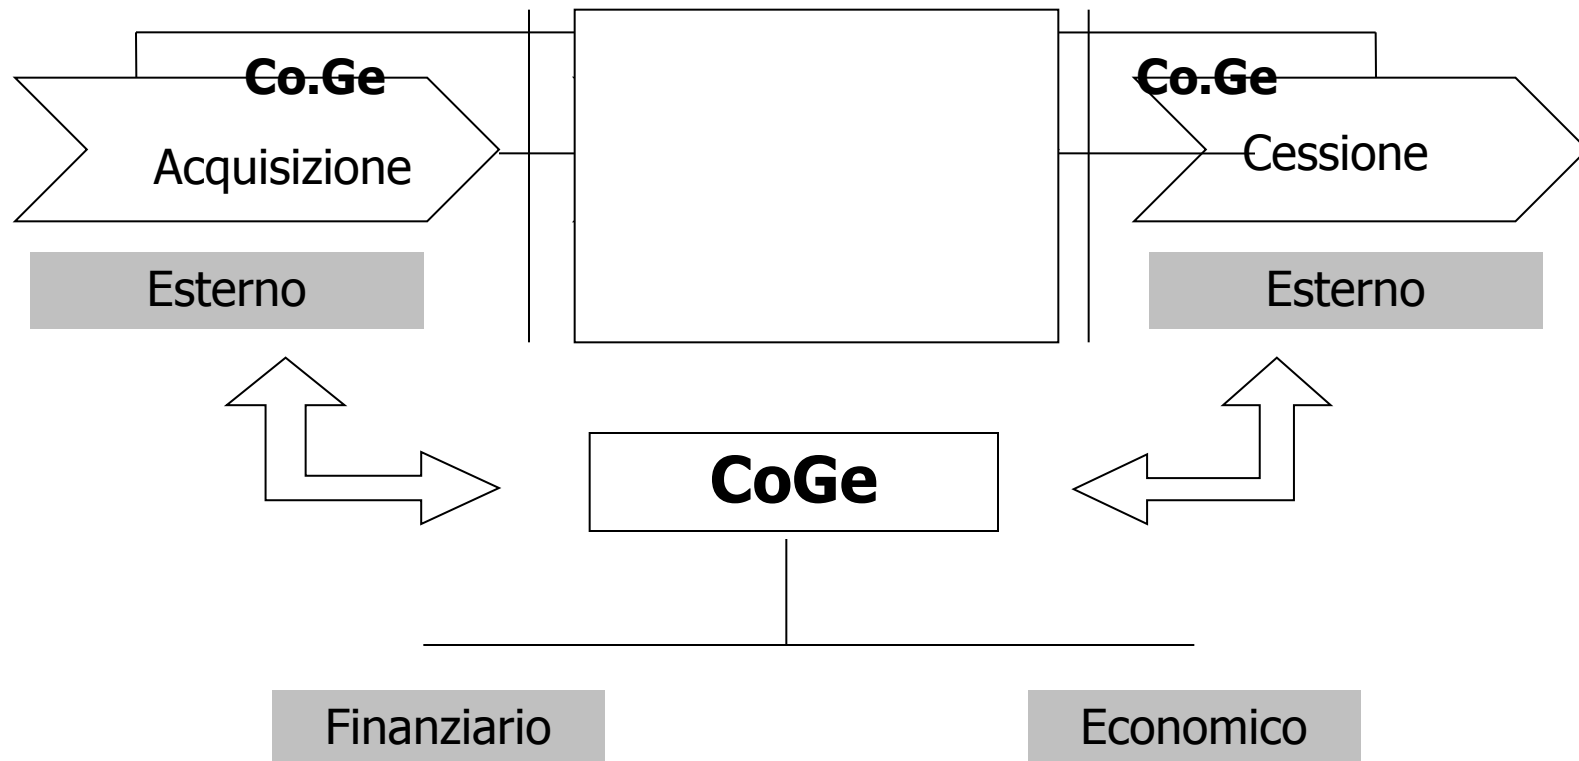 Co.Ge
Co.Ge
Acquisizione
Cessione
Esterno
Esterno
CoGe
Finanziario
Economico